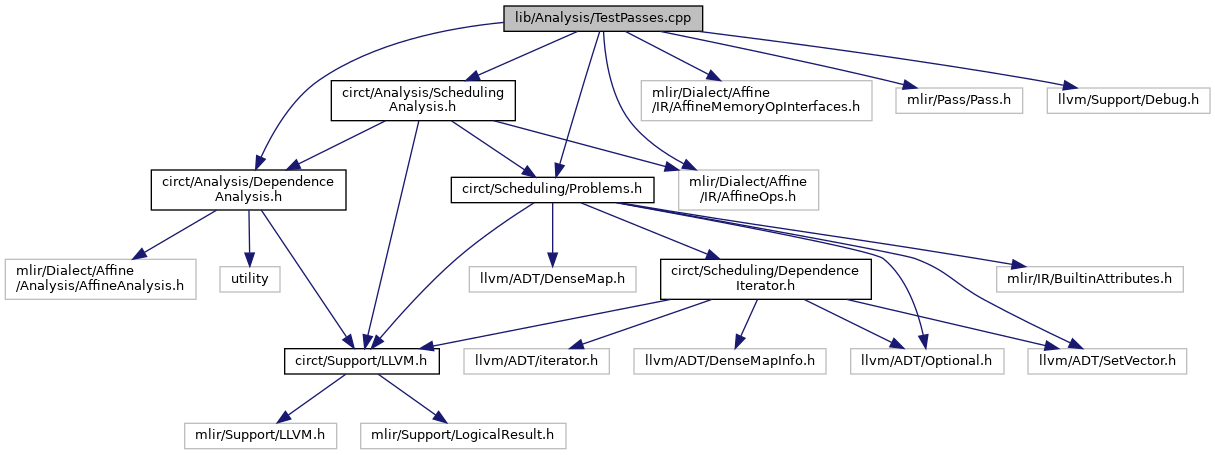 lib/Analysis/TestPasses.cpp
circt/Analysis/Scheduling
Analysis.h
mlir/Dialect/Affine
/IR/AffineMemoryOpInterfaces.h
mlir/Pass/Pass.h
llvm/Support/Debug.h
circt/Analysis/Dependence
Analysis.h
circt/Scheduling/Problems.h
mlir/Dialect/Affine
/IR/AffineOps.h
mlir/Dialect/Affine
/Analysis/AffineAnalysis.h
utility
llvm/ADT/DenseMap.h
circt/Scheduling/Dependence
Iterator.h
mlir/IR/BuiltinAttributes.h
circt/Support/LLVM.h
llvm/ADT/iterator.h
llvm/ADT/DenseMapInfo.h
llvm/ADT/Optional.h
llvm/ADT/SetVector.h
mlir/Support/LLVM.h
mlir/Support/LogicalResult.h